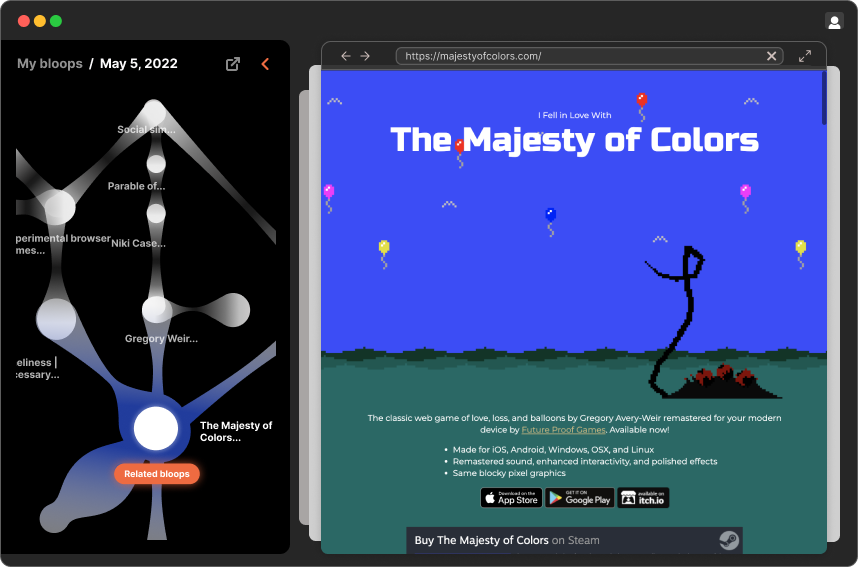 My bloops / May 5, 2022
Social sim...
Parable of...
perimental browser
mes...
Niki Case...
Gregory Weir...
eliness |
cessary...
The Majesty of
Colors...
Related bloops
https://majestyofcolors.com/
I Fell in Love With
The Majesty of Colors
The classic web game of love, loss, and balloons by Gregory Avery-Weir remastered for your modern
device by Future Proof Games. Available now!
• Made for iOS, Android, Windows, OSX, and Linux
• Remastered sound, enhanced interactivity, and polished effects
• Same blocky pixel graphics
Download on the
App Store
GET IT ON
Google Play
available on
itch.io
Buy The Majesty of Colors on Steam